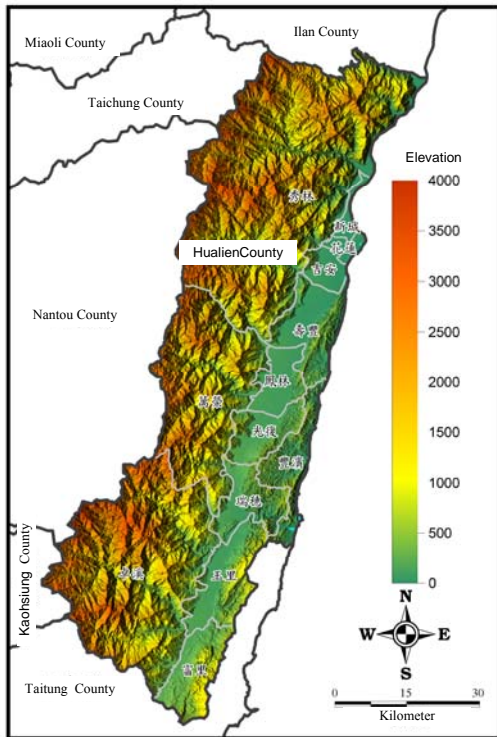 Ilan County
Miaoli County
Taichung County
Elevation
4000
3500
3000
2500
2000
1500
1000
500
0
秀林
新城
花蓮
HualienCounty
吉安
Nantou County
壽豐
鳳林
萬榮
光復
豐濱
瑞穗
Kaohsiung County
卓溪
玉里
富里
Taitung County
N
W
E
S
0
15
30
Kilometer